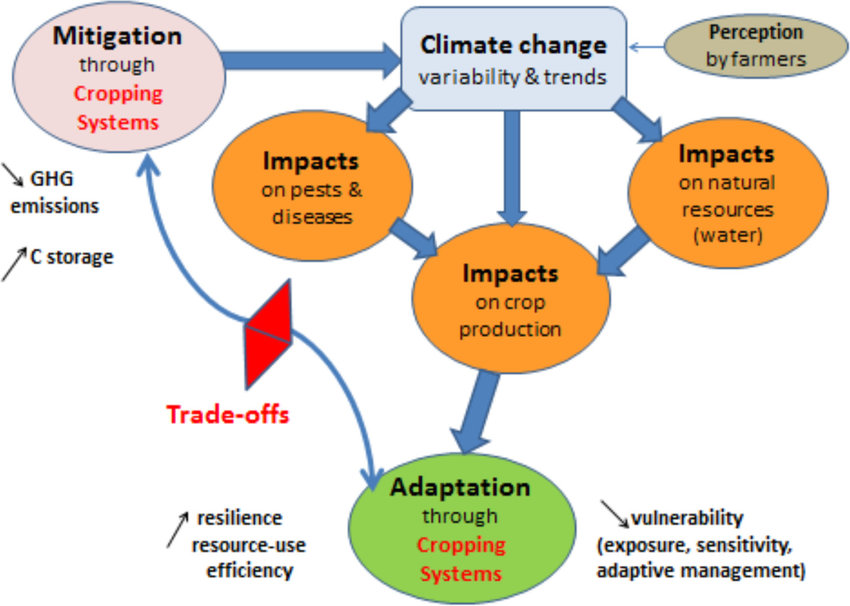 Mitigation
through
Cropping
Systems
Climate change
variability & trends
Perception
by farmers
Impacts
on pests &
diseases
Impacts
on natural
resources
(water)
GHG
emissions
C storage
Impacts
on crop
production
Trade-offs
Adaptation
through
Cropping
Systems
resilience
resource-use
efficiency
vulnerability
(exposure, sensitivity,
adaptive management)